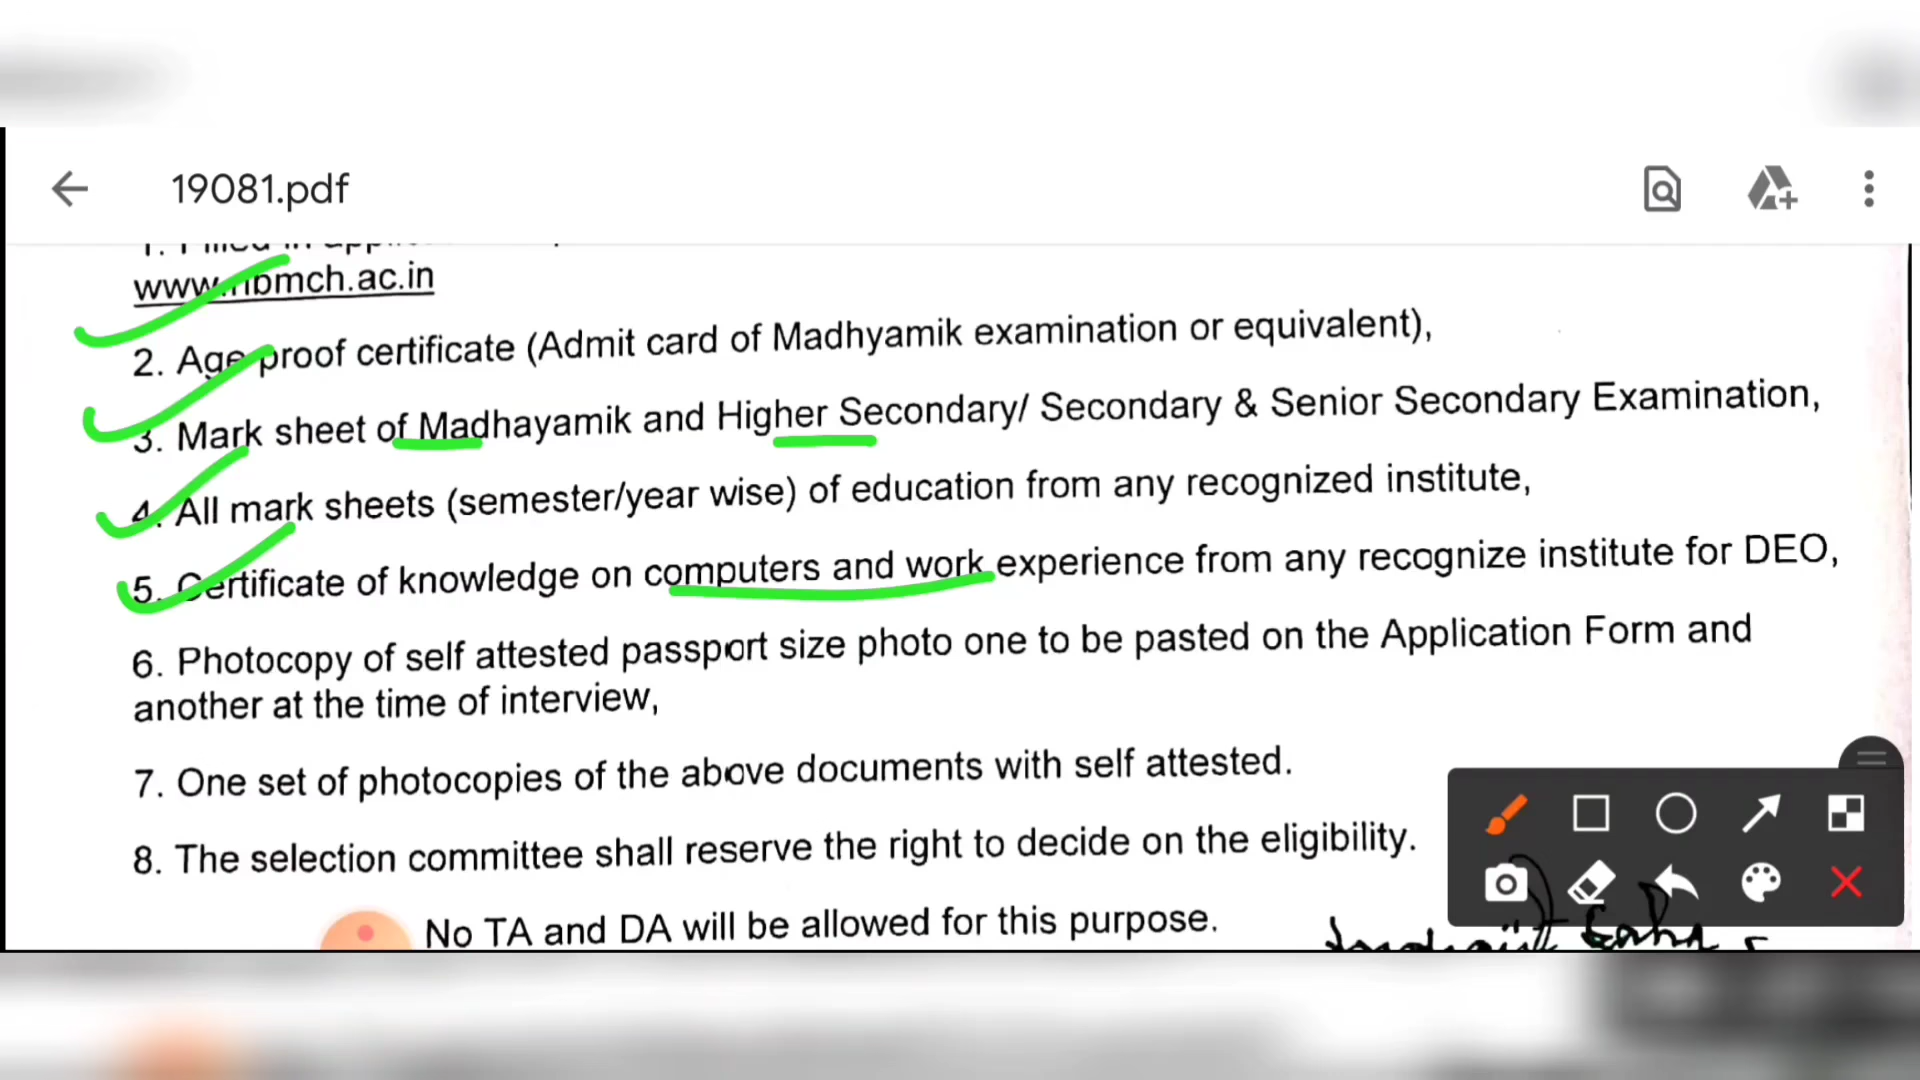 19081.pdf
www.nbmch.ac.in
2. Age proof certificate (Admit card of Madhyamik examination or equivalent),
3. Mark sheet of Madhayamik and Higher Secondary/ Secondary & Senior Secondary Examination,
4. All mark sheets (semester/year wise) of education from any recognized institute,
5. Certificate of knowledge on computers and work experience from any recognize institute for DEO,
6. Photocopy of self attested passport size photo one to be pasted on the Application Form and
another at the time of interview,
7. One set of photocopies of the above documents with self attested.
8. The selection committee shall reserve the right to decide on the eligibility.
No TA and DA will be allowed for this purpose.